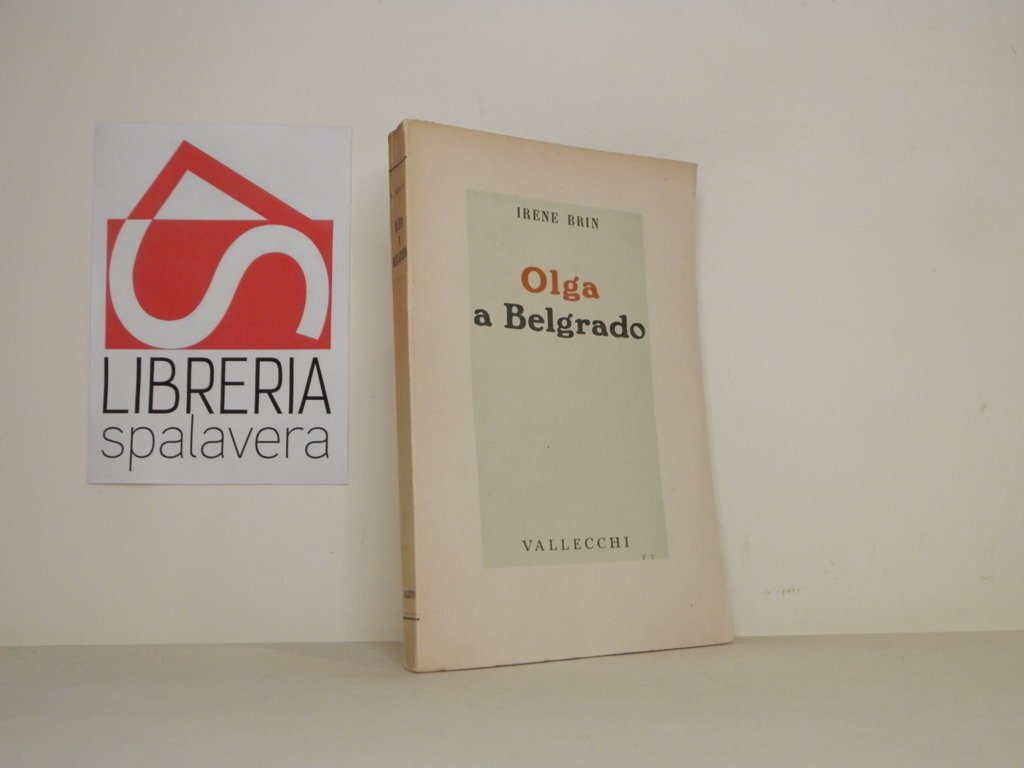 LIBRERIA
spalavera
IRENE BRIN
Olga
a Belgrado
VALLECCHI